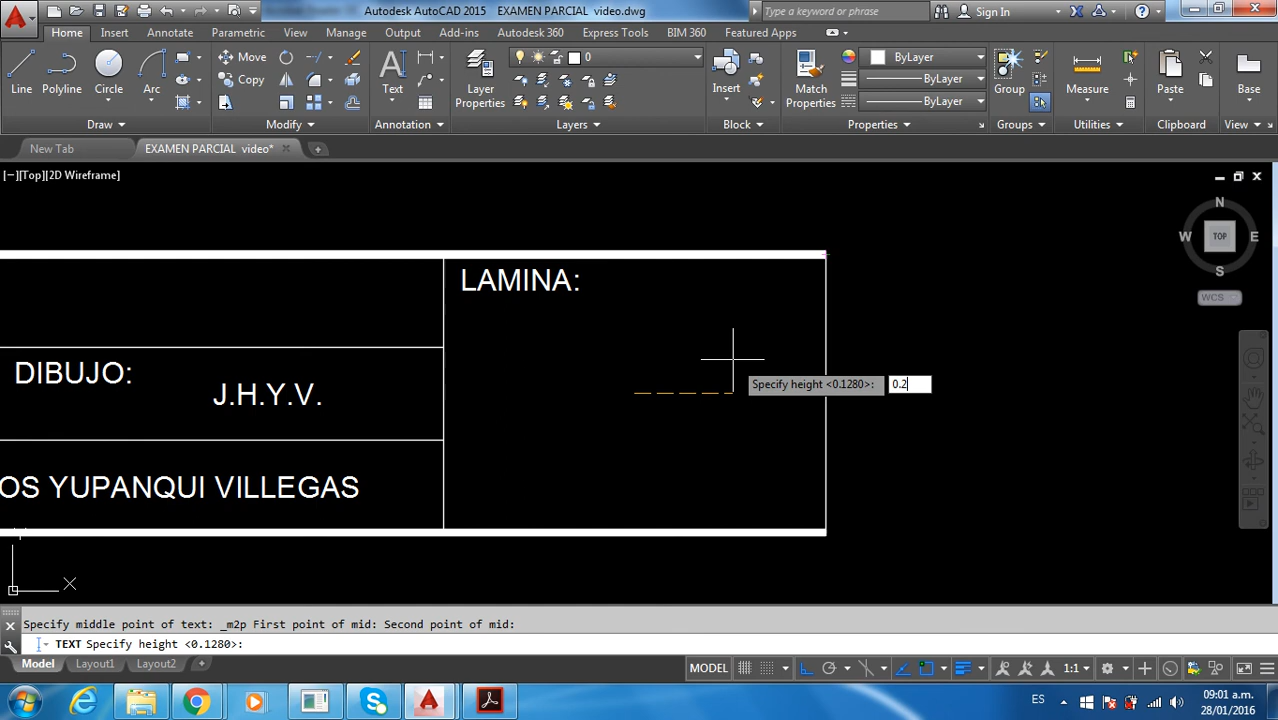 Autodesk AutoCAD 2015 EXAMEN PARCIAL video.dwg
Type a keyword or phrase
Sign In
Home Insert Annotate Parametric View Manage Output Add-ins Autodesk 360 Express Tools BIM 360 Featured Apps
Line Polyline Circle Arc
Move
Copy
Text
Layer Properties
0
Insert
Match Properties
ByLayer
ByLayer
ByLayer
Group
Measure
Paste
Base
Draw Modify Annotation Layers Block Properties Groups Utilities Clipboard View
New Tab EXAMEN PARCIAL video*
[−][Top][2D Wireframe]
N
W TOP E
S
WCS
LAMINA:
DIBUJO:
J.H.Y.V.
OS YUPANQUI VILLEGAS
Specify height <0.1280>: 0.2
X
Specify middle point of text: _m2p First point of mid: Second point of mid:
TEXT Specify height <0.1280>:
Model Layout1 Layout2
MODEL 1:1
ES
09:01 a.m.
28/01/2016